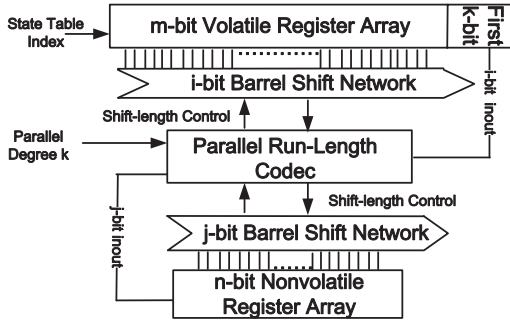 State Table
Index
m-bit Volatile Register Array
First
k-bit
i-bit Barrel Shift Network
Shift-length Control
i-bit inout
Parallel
Degree k
Parallel Run-Length
Codec
Shift-length Control
j-bit inout
j-bit Barrel Shift Network
n-bit Nonvolatile
Register Array